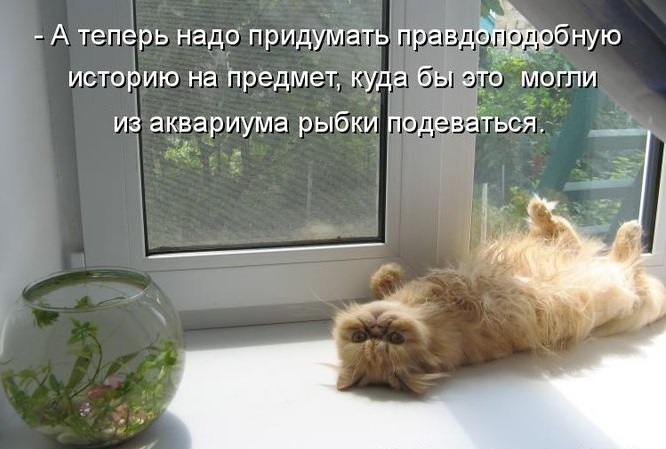 - А теперь надо придумать правдоподобную
историю на предмет, куда бы это могли
из аквариума рыбки подеваться.